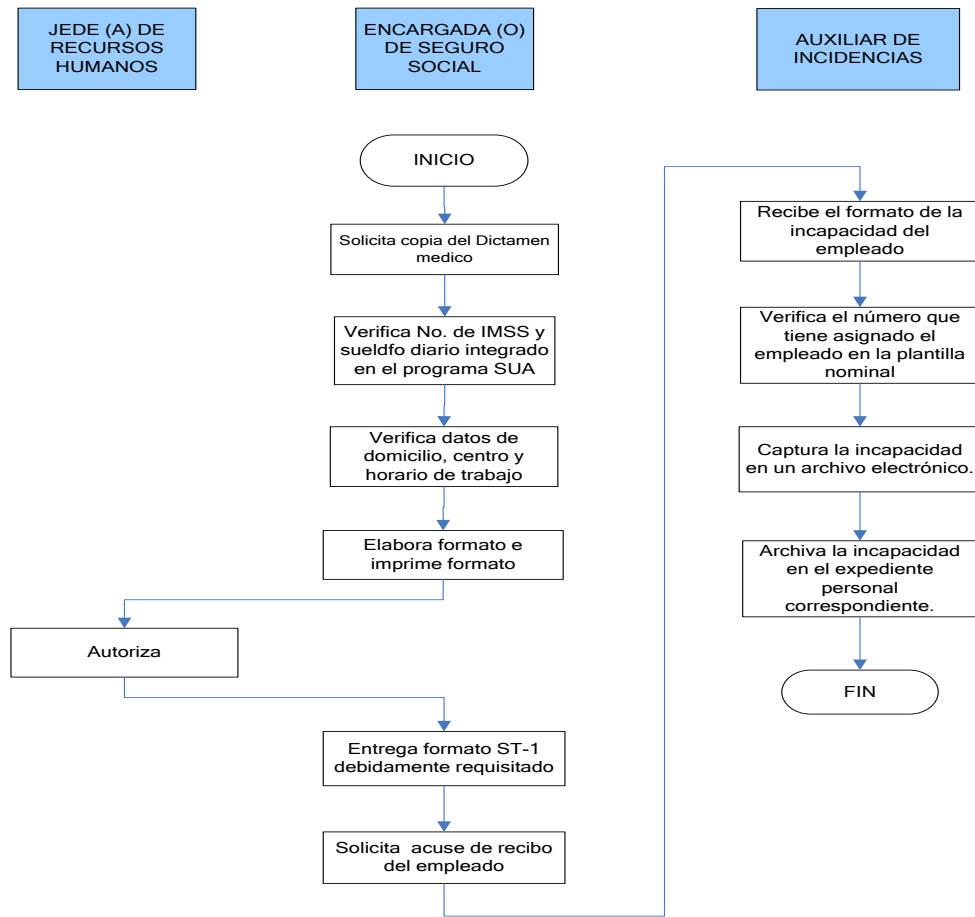 JEDE (A) DE
RECURSOS
HUMANOS
ENCARGADA (O)
DE SEGURO
SOCIAL
AUXILIAR DE
INCIDENCIAS
INICIO
Solicita copia del Dictamen
medico
Verifica No. de IMSS y
sueldfo diario integrado
en el programa SUA
Verifica datos de
domicilio, centro y
horario de trabajo
Elabora formato e
imprime formato
Autoriza
Entrega formato ST-1
debidamente requisitado
Solicita acuse de recibo
del empleado
Recibe el formato de la
incapacidad del
empleado
Verifica el número que
tiene asignado el
empleado en la plantilla
nominal
Captura la incapacidad
en un archivo electrónico.
Archiva la incapacidad
en el expediente
personal
correspondiente.
FIN